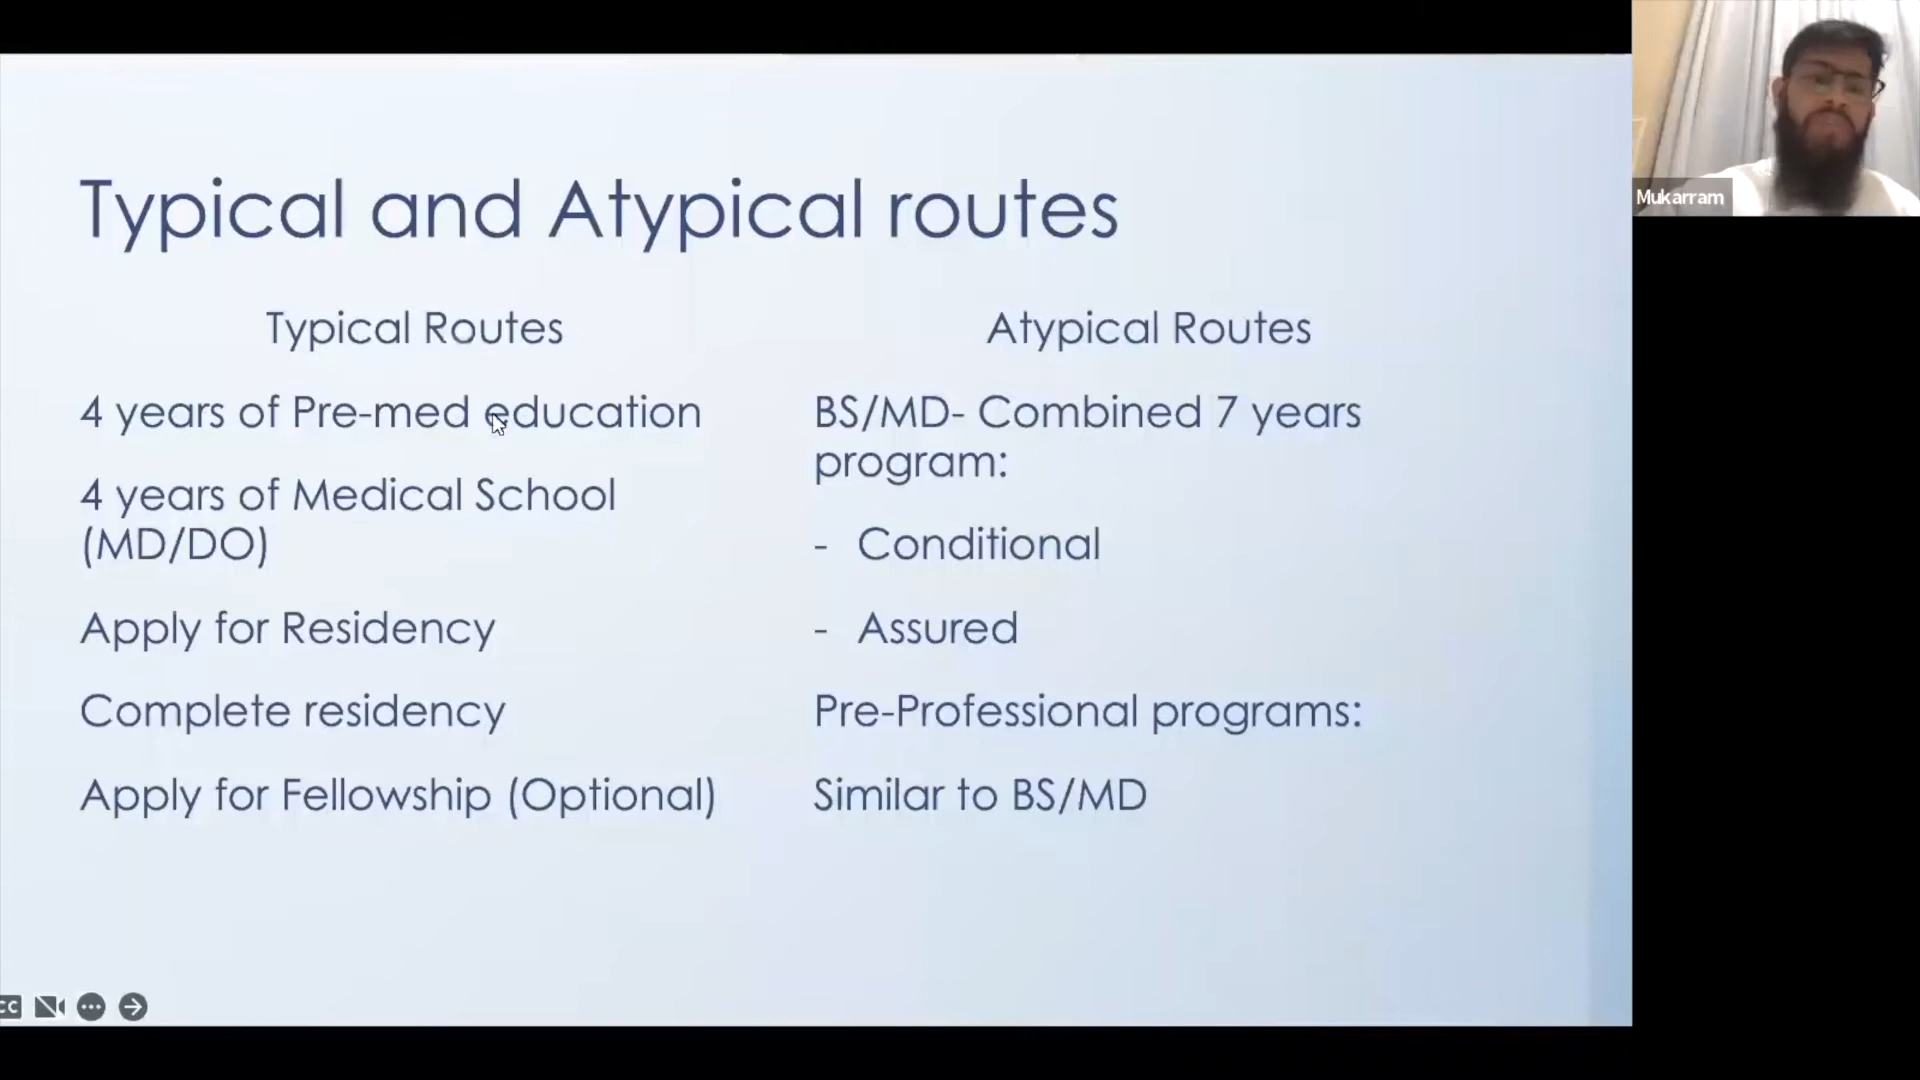 Typical and Atypical routes
Typical Routes
4 years of Pre-med education
4 years of Medical School
(MD/DO)
Apply for Residency
Complete residency
Apply for Fellowship (Optional)
Atypical Routes
BS/MD- Combined 7 years
program:
- Conditional
- Assured
Pre-Professional programs:
Similar to BS/MD
Mukarram
CC